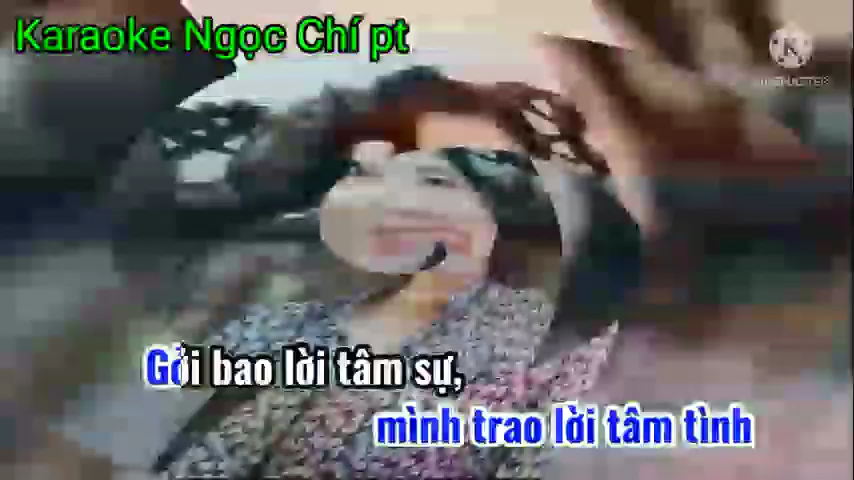 Karaoke Ngọc Chí pt
Gởi bao lời tâm sự,
mình trao lời tâm tình